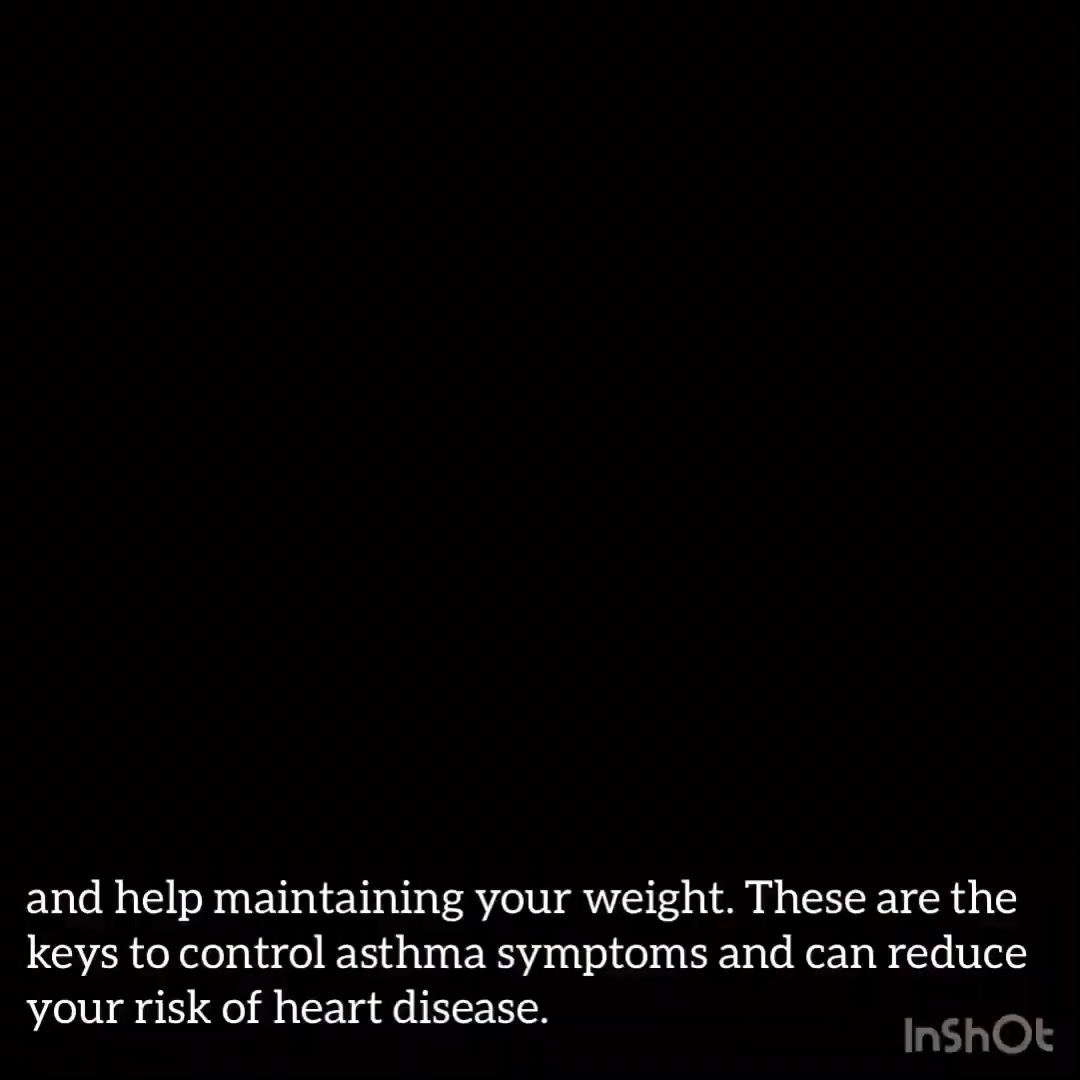 and help maintaining your weight. These are the
keys to control asthma symptoms and can reduce
your risk of heart disease.
InShOt